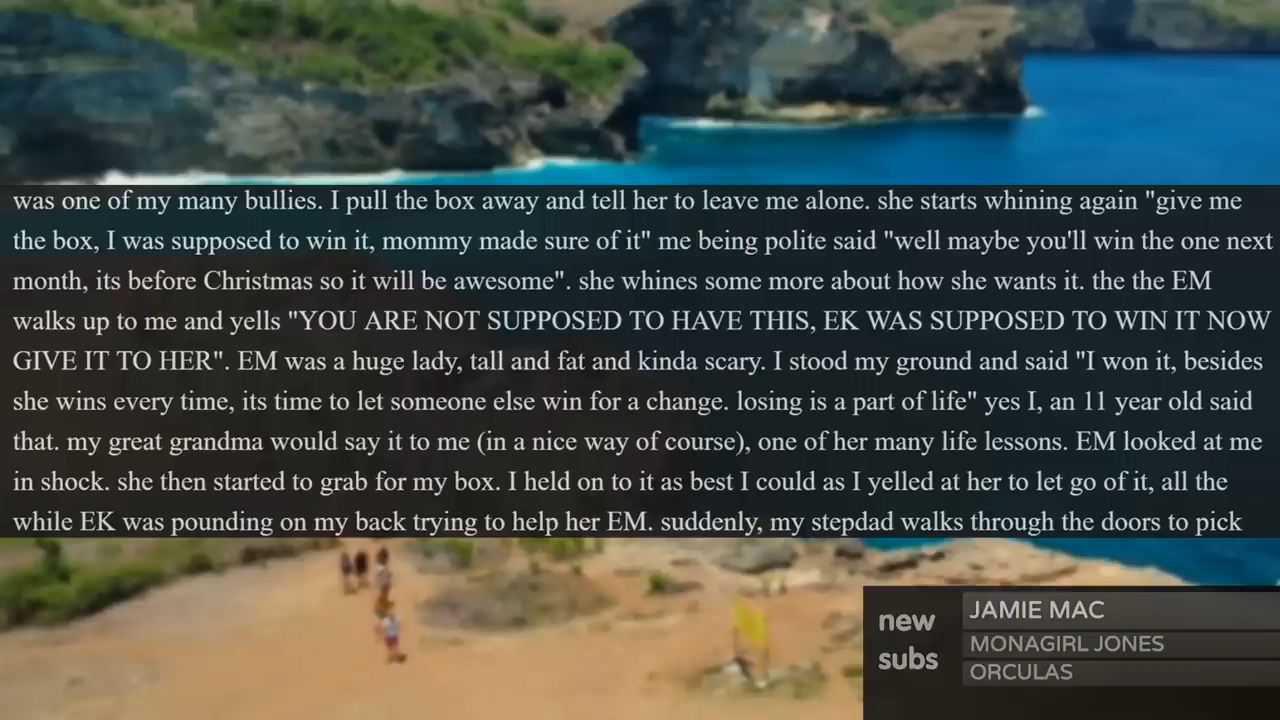 was one of my many bullies. I pull the box away and tell her to leave me alone. she starts whining again "give me
the box, I was supposed to win it, mommy made sure of it" me being polite said "well maybe you'll win the one next
month, its before Christmas so it will be awesome". she whines some more about how she wants it. the the EM
walks up to me and yells "YOU ARE NOT SUPPOSED TO HAVE THIS, EK WAS SUPPOSED TO WIN IT NOW
GIVE IT TO HER". EM was a huge lady, tall and fat and kinda scary. I stood my ground and said "I won it, besides
she wins every time, its time to let someone else win for a change. losing is a part of life" yes I, an 11 year old said
that. my great grandma would say it to me (in a nice way of course), one of her many life lessons. EM looked at me
in shock. she then started to grab for my box. I held on to it as best I could as I yelled at her to let go of it, all the
while EK was pounding on my back trying to help her EM. suddenly, my stepdad walks through the doors to pick
new
subs
JAMIE MAC
MONAGIRL JONES
ORCULAS